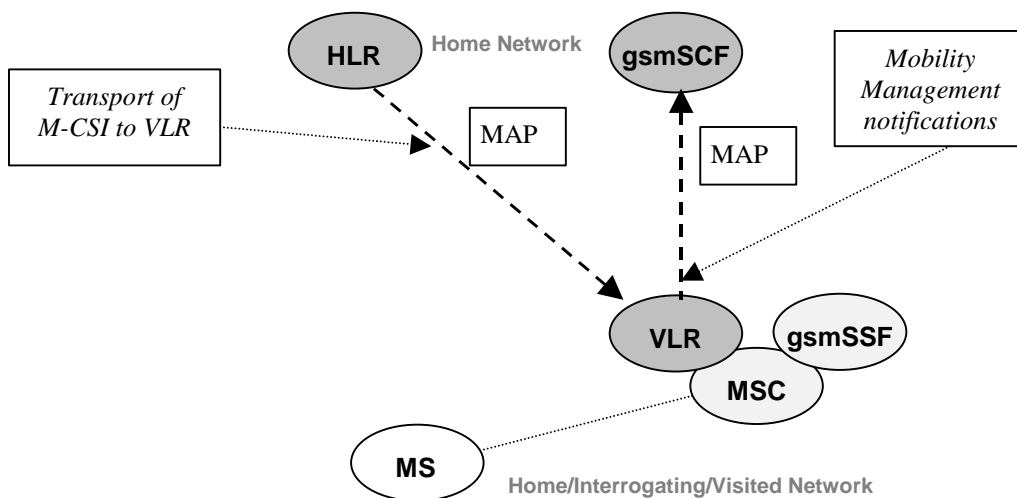 HLR
Home Network
gsmSCF
Transport of
M-CSI to VLR
Mobility
Management
notifications
MAP
MAP
VLR
gsmSSF
MSC
MS
Home/Interrogating/Visited Network